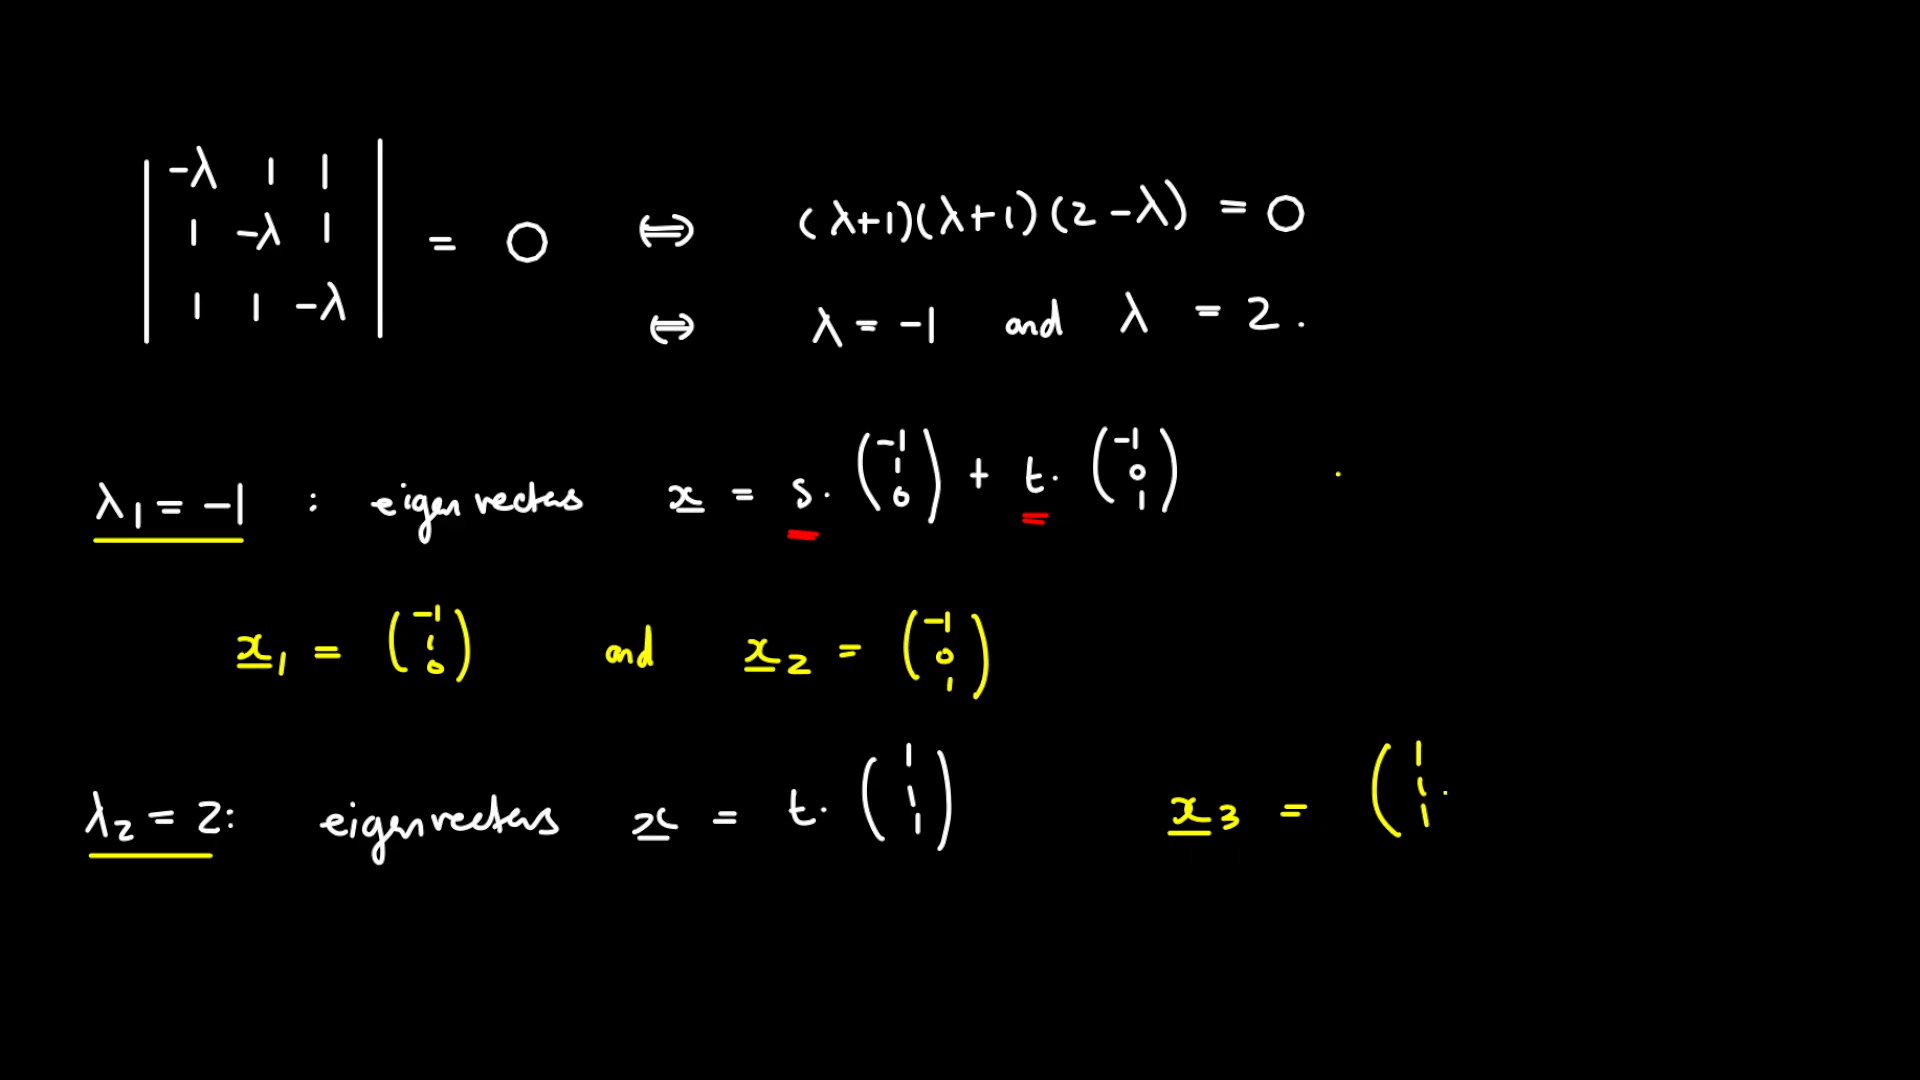 | -λ 1 1 |
| 1 -λ 1 | = 0 ⇔ (λ+1)(λ+1)(2-λ) = 0
| 1 1 -λ | ⇔ λ = -1 and λ = 2.
λ₁ = -1 : eigenvectors x = s. (-1 1 0) + t. (-1 0 1)
x₁ = (-1 1 0) and x₂ = (-1 0 1)
λ₂ = 2: eigenvectors x = t. (1 1 1) x₃ = (1 1 1